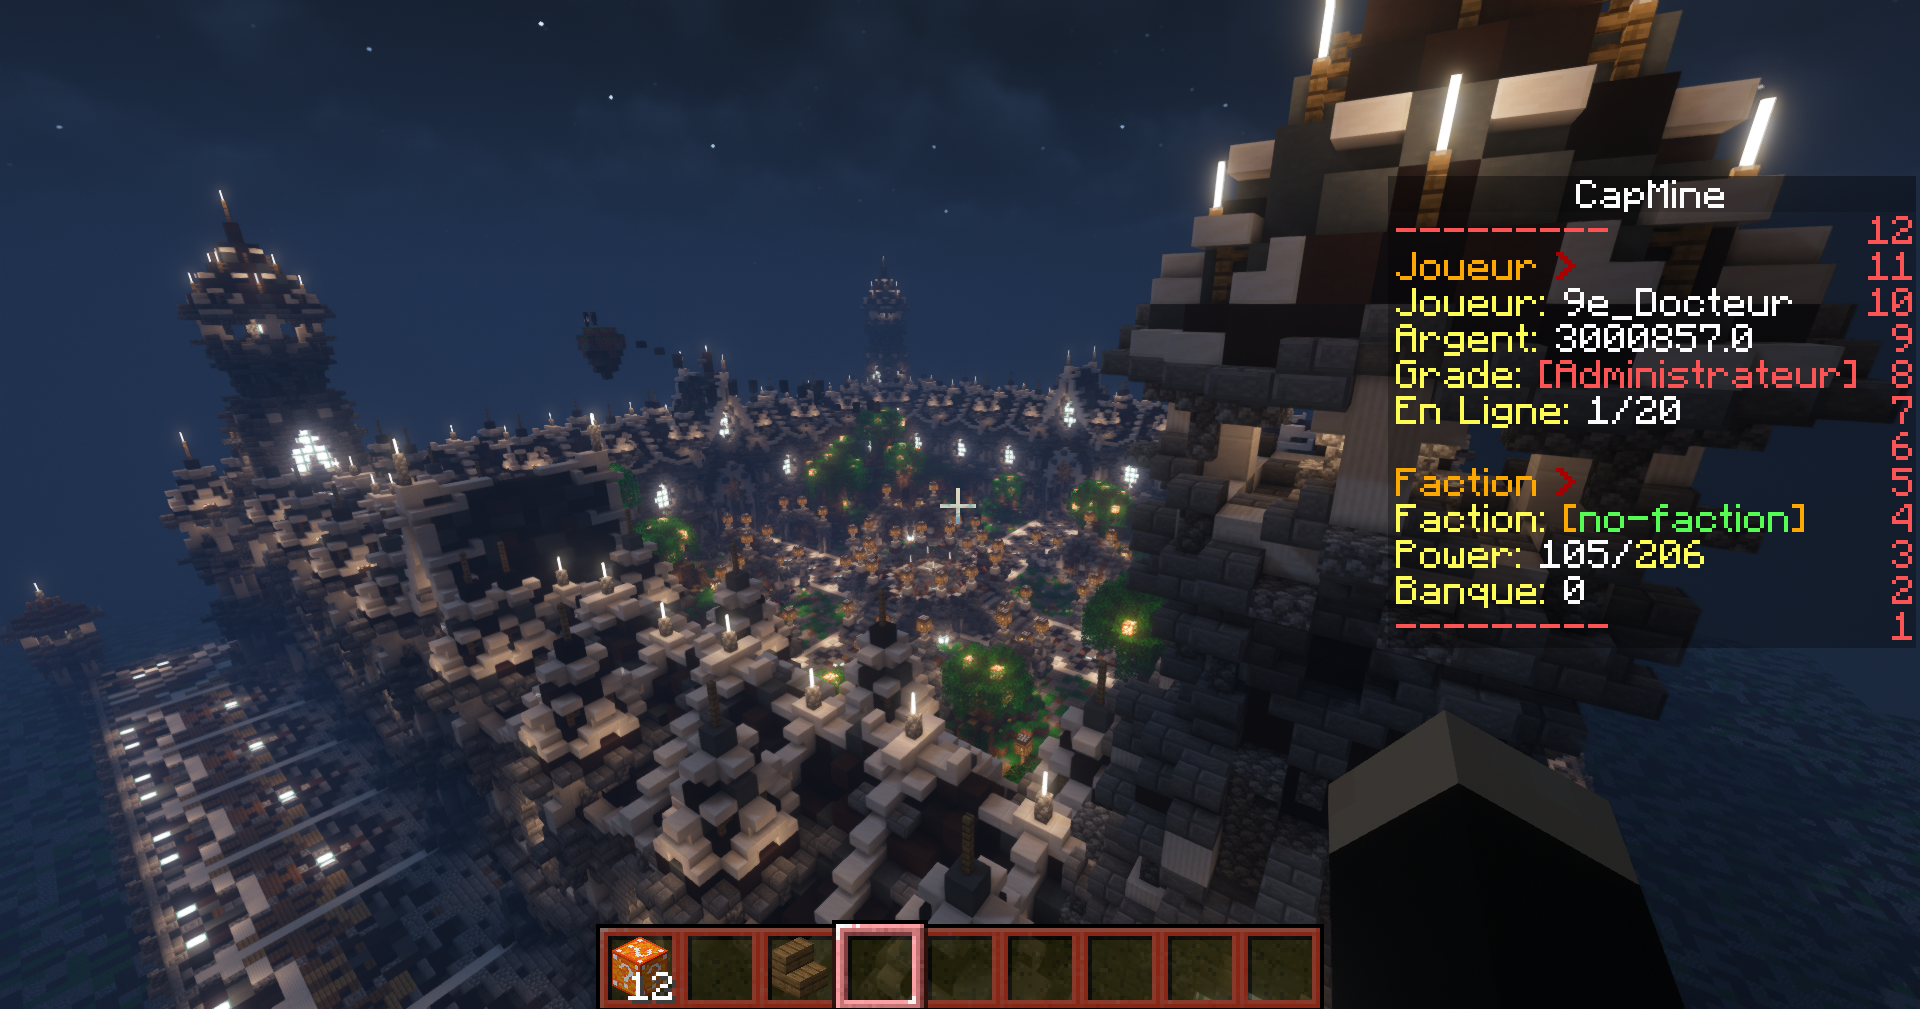 CapMine
---------- 12
Joueur > 11
Joueur: 9e_Docteur 10
Argent: 3000857.0 9
Grade: [Administrateur] 8
En Ligne: 1/20 7
6
Faction > 5
Faction: [no-faction] 4
Power: 105/206 3
Banque: 0 2
---------- 1
12